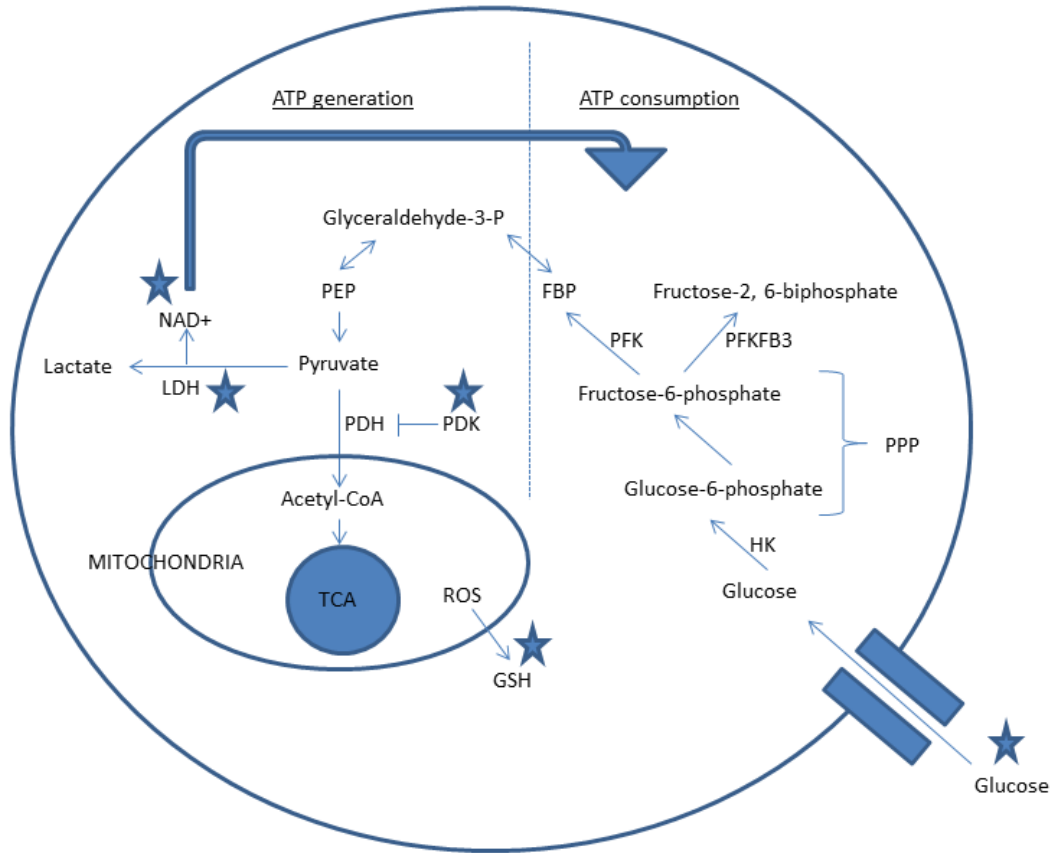 ATP generation
ATP consumption
Glyceraldehyde-3-P
PEP
FBP
Fructose-2, 6-biphosphate
NAD+
PFK
PFKFB3
Lactate
Pyruvate
LDH
Fructose-6-phosphate
PDH
PDK
PPP
Glucose-6-phosphate
Acetyl-CoA
HK
MITOCHONDRIA
Glucose
TCA
ROS
GSH
Glucose